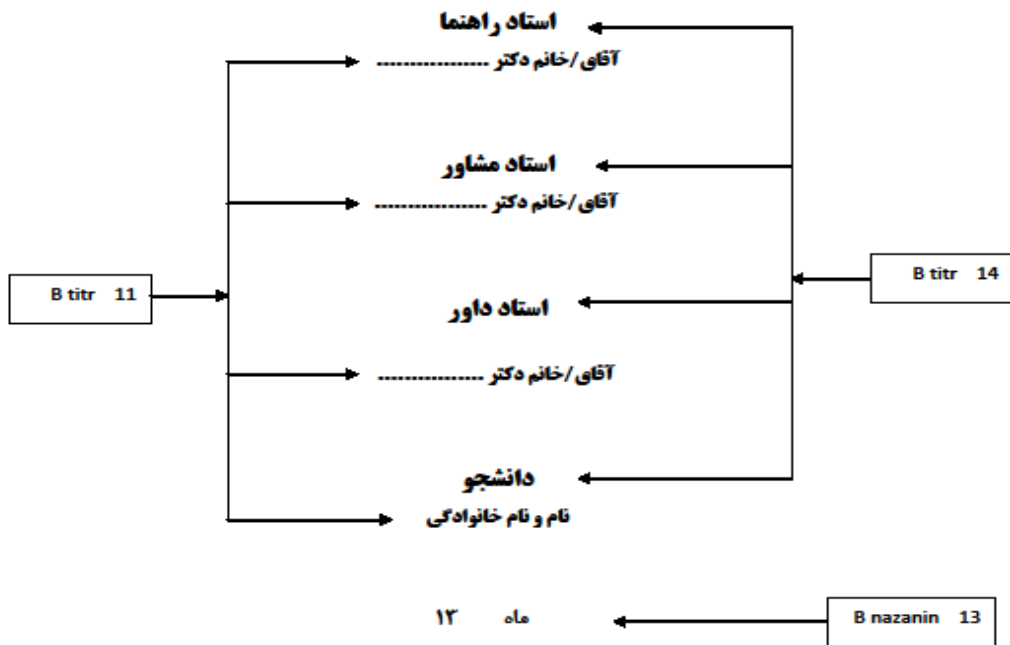 استاد راهنما
آقای/خانم دکتر .................
استاد مشاور
آقای/خانم دکتر .................
B titr 14
B titr 11
استاد داور
آقای/خانم دکتر ................
دانشجو
نام و نام خانوادگی
ماه ۱۳
B nazanin 13